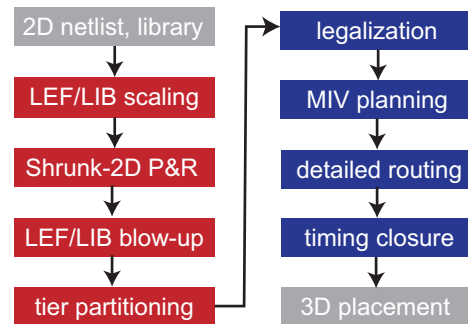 2D netlist, library
LEF/LIB scaling
Shrunk-2D P&R
LEF/LIB blow-up
tier partitioning
legalization
MIV planning
detailed routing
timing closure
3D placement